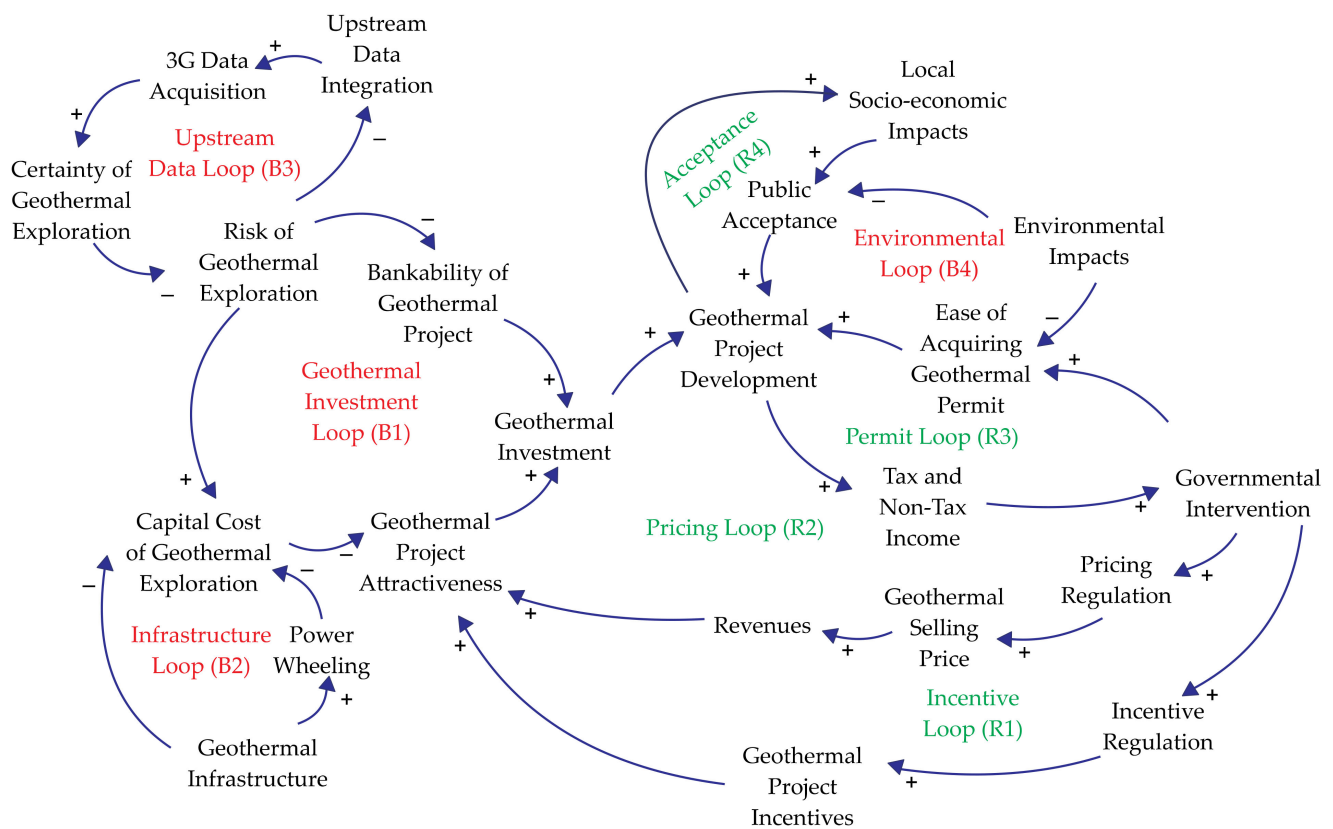 Upstream
Data
Integration
3G Data
Acquisition
+
+
Upstream
Data Loop (B3)
–
Certainty of
Geothermal
Exploration
–
Risk of
Geothermal
Exploration
–
Bankability of
Geothermal
Project
+
Geothermal
Investment
Loop (B1)
Geothermal
Investment
+
+
+
Capital Cost
of Geothermal
Exploration
–
–
–
Geothermal
Project
Attractiveness
Infrastructure
Loop (B2)
Power
Wheeling
+
Geothermal
Infrastructure
+
Local
Socio-economic
Impacts
Acceptance
Loop (R4)
+
Public
Acceptance
–
Environmental
Loop (B4)
Environmental
Impacts
+
–
Geothermal
Project
Development
+
Ease of
Acquiring
Geothermal
Permit
+
Permit Loop (R3)
+
Tax and
Non-Tax
Income
+
Governmental
Intervention
Pricing Loop (R2)
+
Pricing
Regulation
+
Geothermal
Selling
Price
+
Revenues
+
+
Incentive
Loop (R1)
+
Incentive
Regulation
+
Geothermal
Project
Incentives